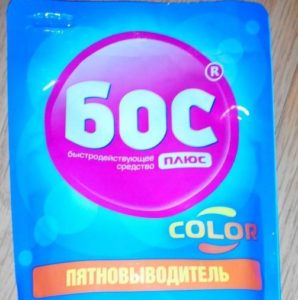 ®
БОС
быстродействующее
средство ПЛЮС
COLOR
ПЯТНОВЫВОДИТЕЛЬ